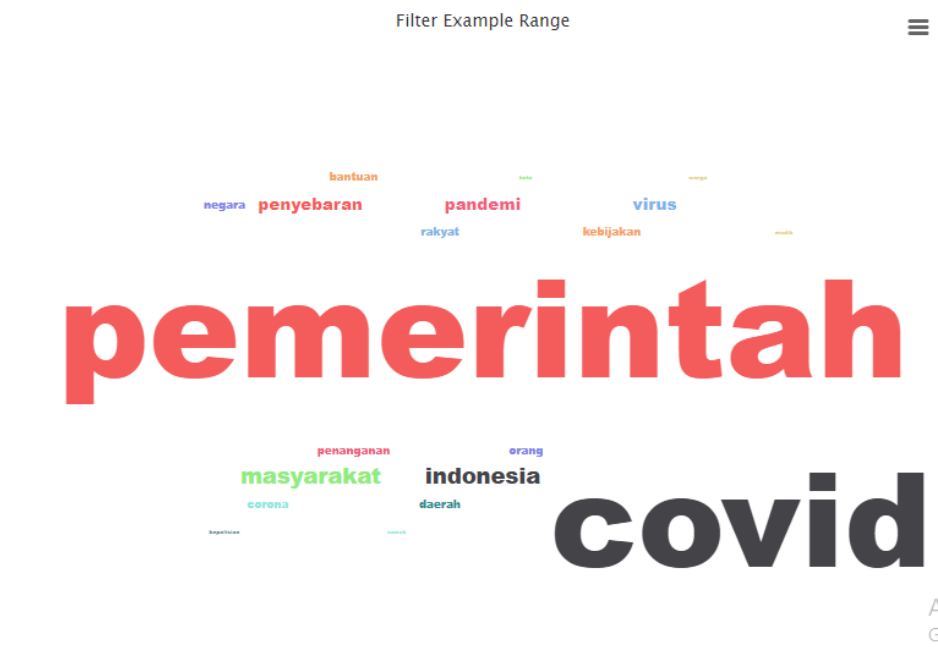 Filter Example Range
bantuan
negara penyebaran pandemi virus
rakyat kebijakan
pemerintah
penanganan orang
masyarakat indonesia
corona daerah
covid